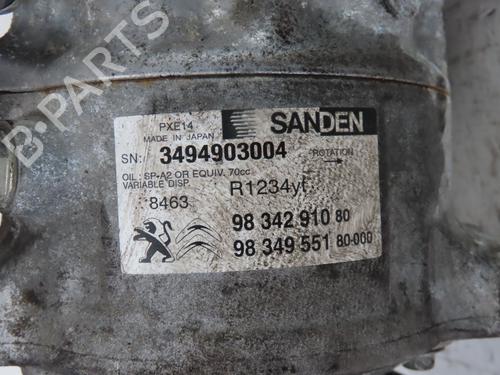 B-PARTS
PXE14
MADE IN JAPAN
SANDEN
SN: 3494903004
ROTATION
OIL: SP-A2 OR EQUIV. 70cc
VARIABLE DISP.
R1234yf
8463
98 342 910 80
98 349 551 80-000